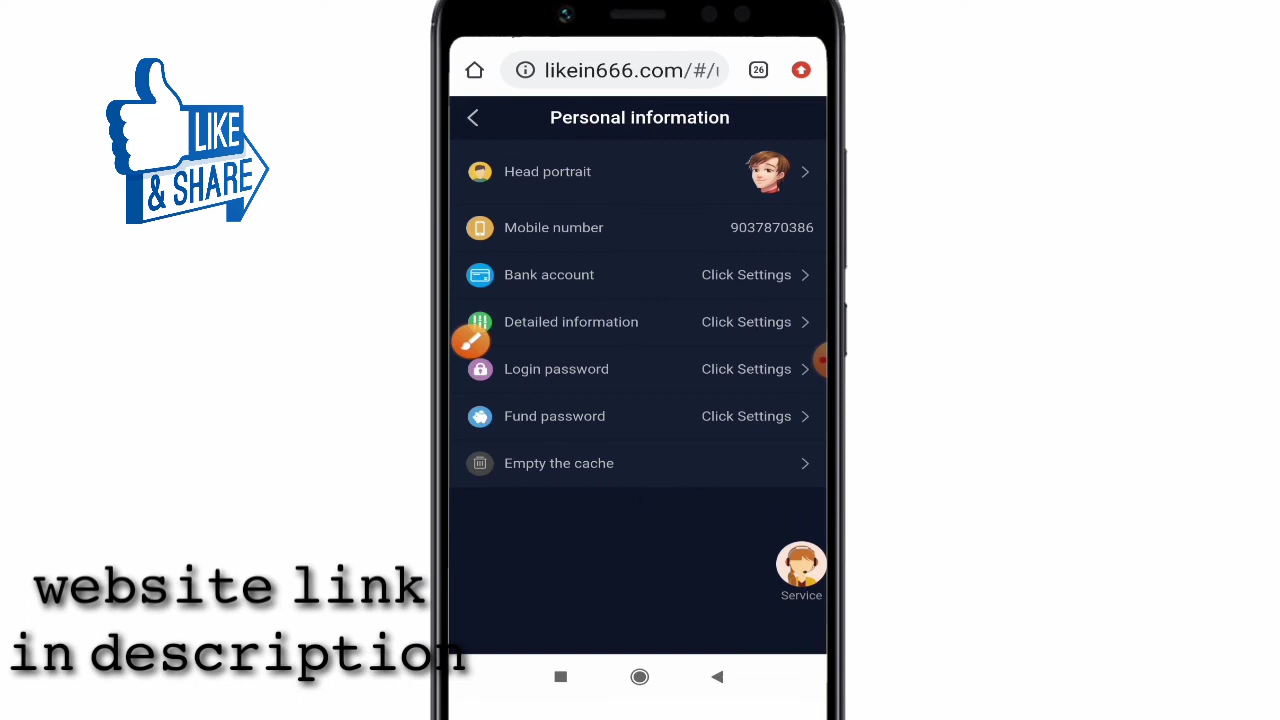 LIKE
& SHARE
likein666.com/#/
26
Personal information
Head portrait
Mobile number 9037870386
Bank account Click Settings
Detailed information Click Settings
Login password Click Settings
Fund password Click Settings
Empty the cache
Service
website link
in description